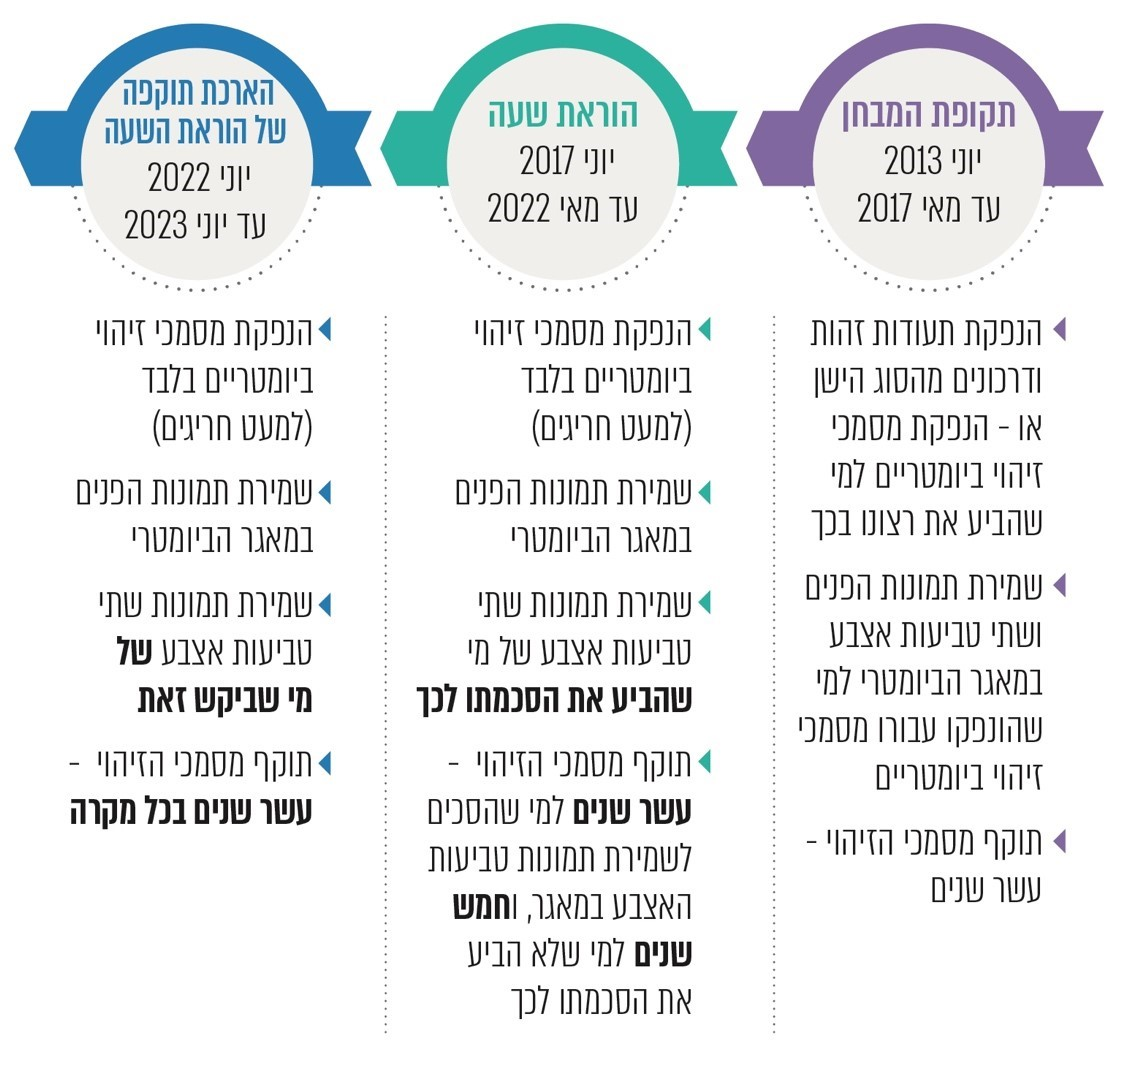 תקופת המבחן
יוני 2013
עד מאי 2017
הנפקת תעודות זהות
ודרכונים מהסוג הישן
או - הנפקת מסמכי
זיהוי ביומטריים למי
שהביע את רצונו בכך
שמירת תמונות הפנים
ושתי טביעות אצבע
במאגר הביומטרי למי
שהונפקו עבורו מסמכי
זיהוי ביומטריים
תוקף מסמכי הזיהוי -
עשר שנים
הוראת שעה
יוני 2017
עד מאי 2022
הנפקת מסמכי זיהוי
ביומטריים בלבד
(למעט חריגים)
שמירת תמונות הפנים
במאגר הביומטרי
שמירת תמונות שתי
טביעות אצבע של מי
שהביע את הסכמתו לכך
תוקף מסמכי הזיהוי -
עשר שנים למי שהסכים
לשמירת תמונות טביעות
האצבע במאגר, וחמש
שנים למי שלא הביע
את הסכמתו לכך
הארכת תוקפה
של הוראת השעה
יוני 2022
עד יוני 2023
הנפקת מסמכי זיהוי
ביומטריים בלבד
(למעט חריגים)
שמירת תמונות הפנים
במאגר הביומטרי
שמירת תמונות שתי
טביעות אצבע של
מי שביקש זאת
תוקף מסמכי הזיהוי -
עשר שנים בכל מקרה